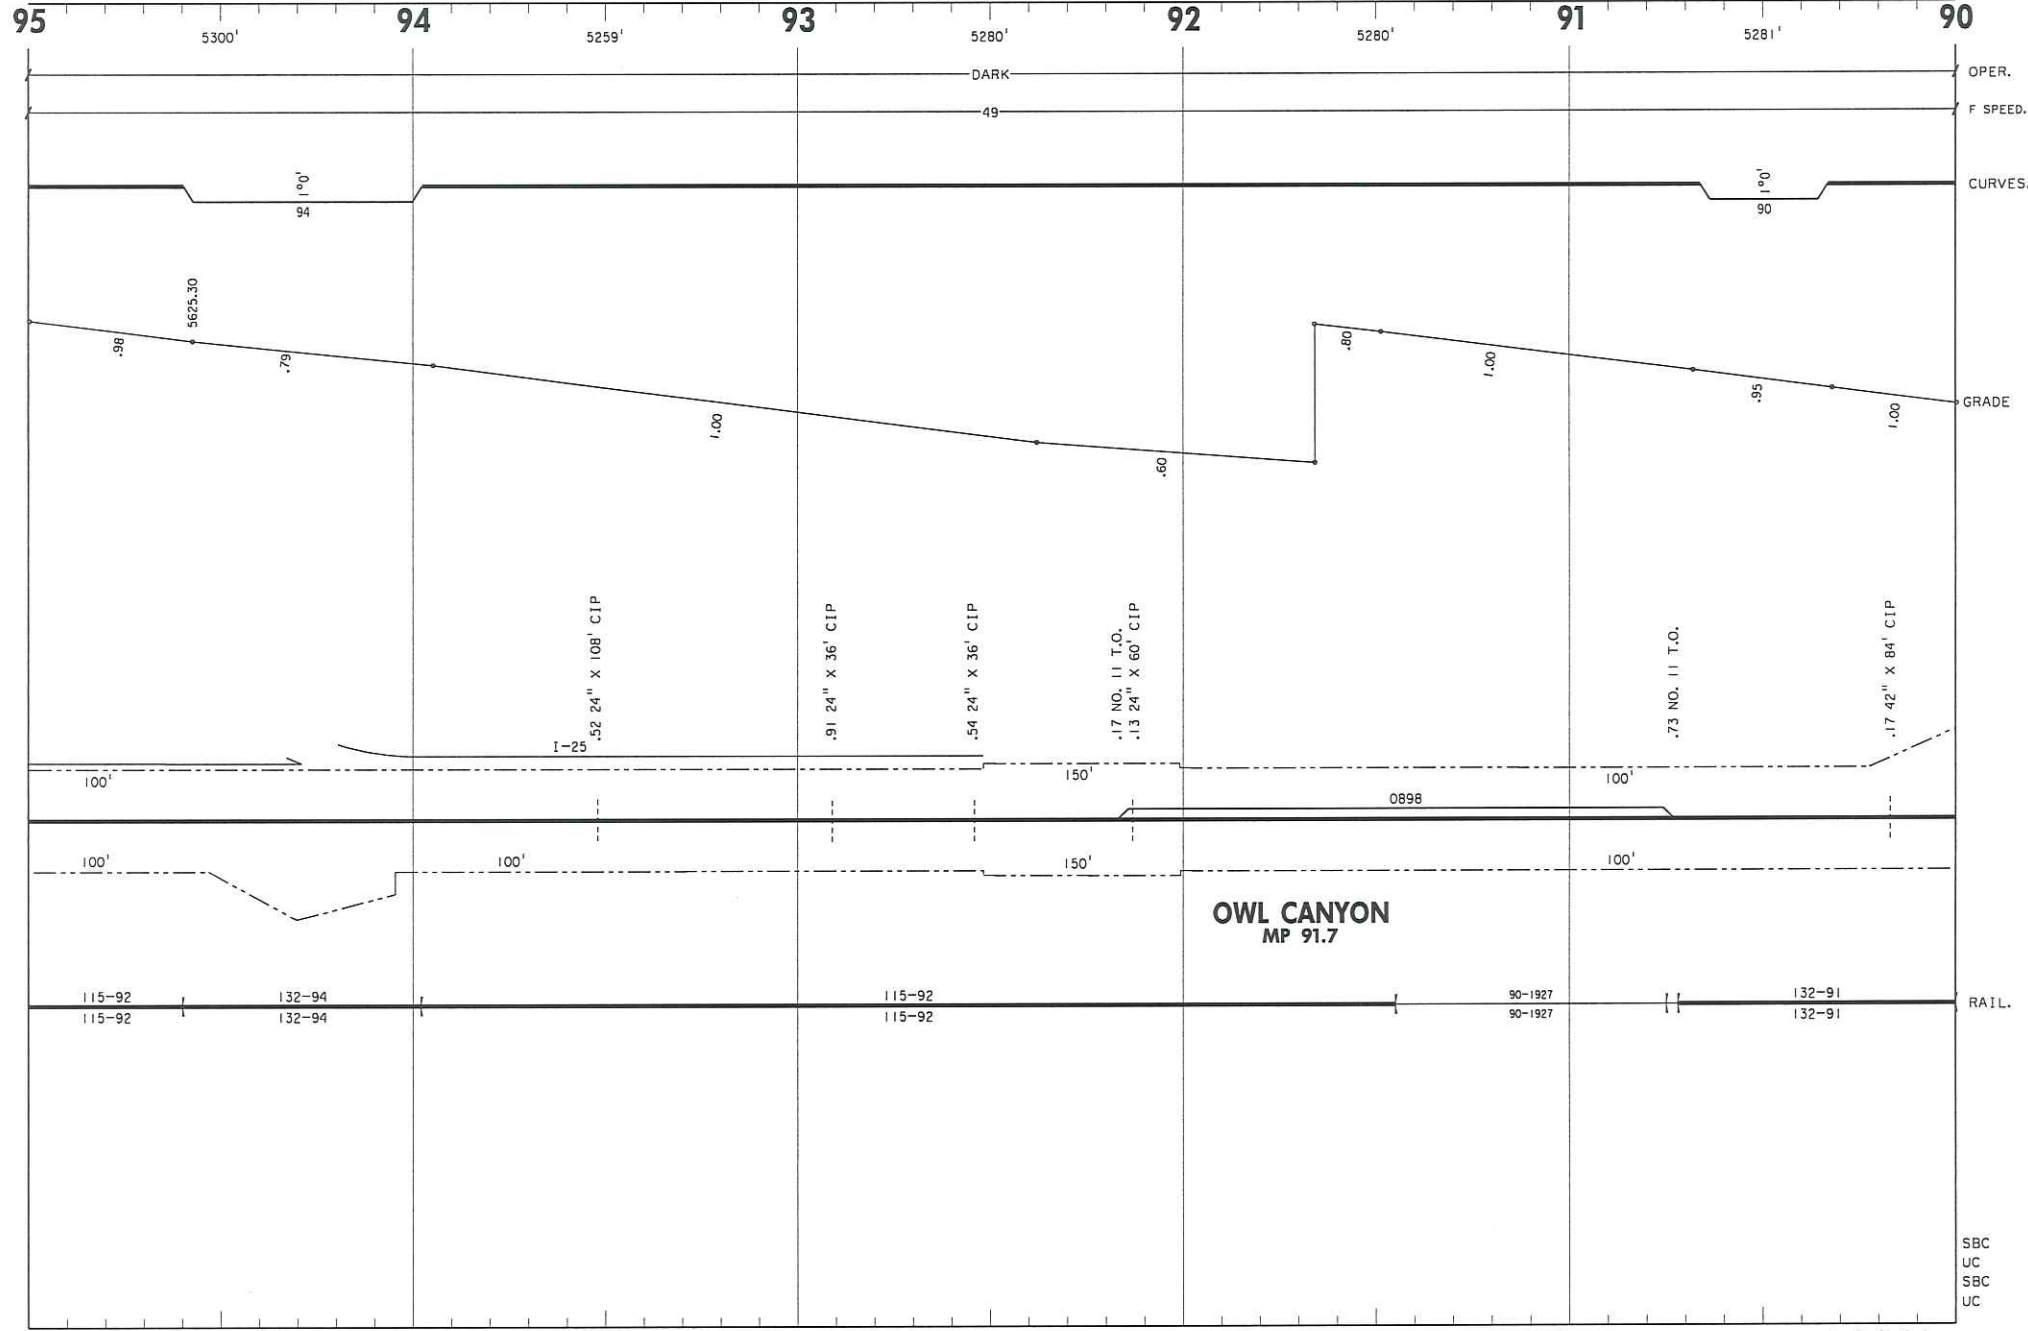 95 94 93 92 91 90
5300' 5259' 5280' 5280' 5281'
DARK OPER.
49 F SPEED.
1°0' 1°0' CURVES.
94 90
5625.30
.98 .79 1.00 .60 .80 1.00 .95 1.00 GRADE
.52 24" X 108' CIP
.91 24" X 36' CIP
.54 24" X 36' CIP
.17 NO. 11 T.O.
.13 24" X 60' CIP
.73 NO. 11 T.O.
.17 42" X 84' CIP
I-25
100' 150' 100'
0898
100' 100' 150' 100'
OWL CANYON
MP 91.7
115-92 132-94 115-92 90-1927 132-91 RAIL.
115-92 132-94 115-92 90-1927 132-91
SBC
UC
SBC
UC